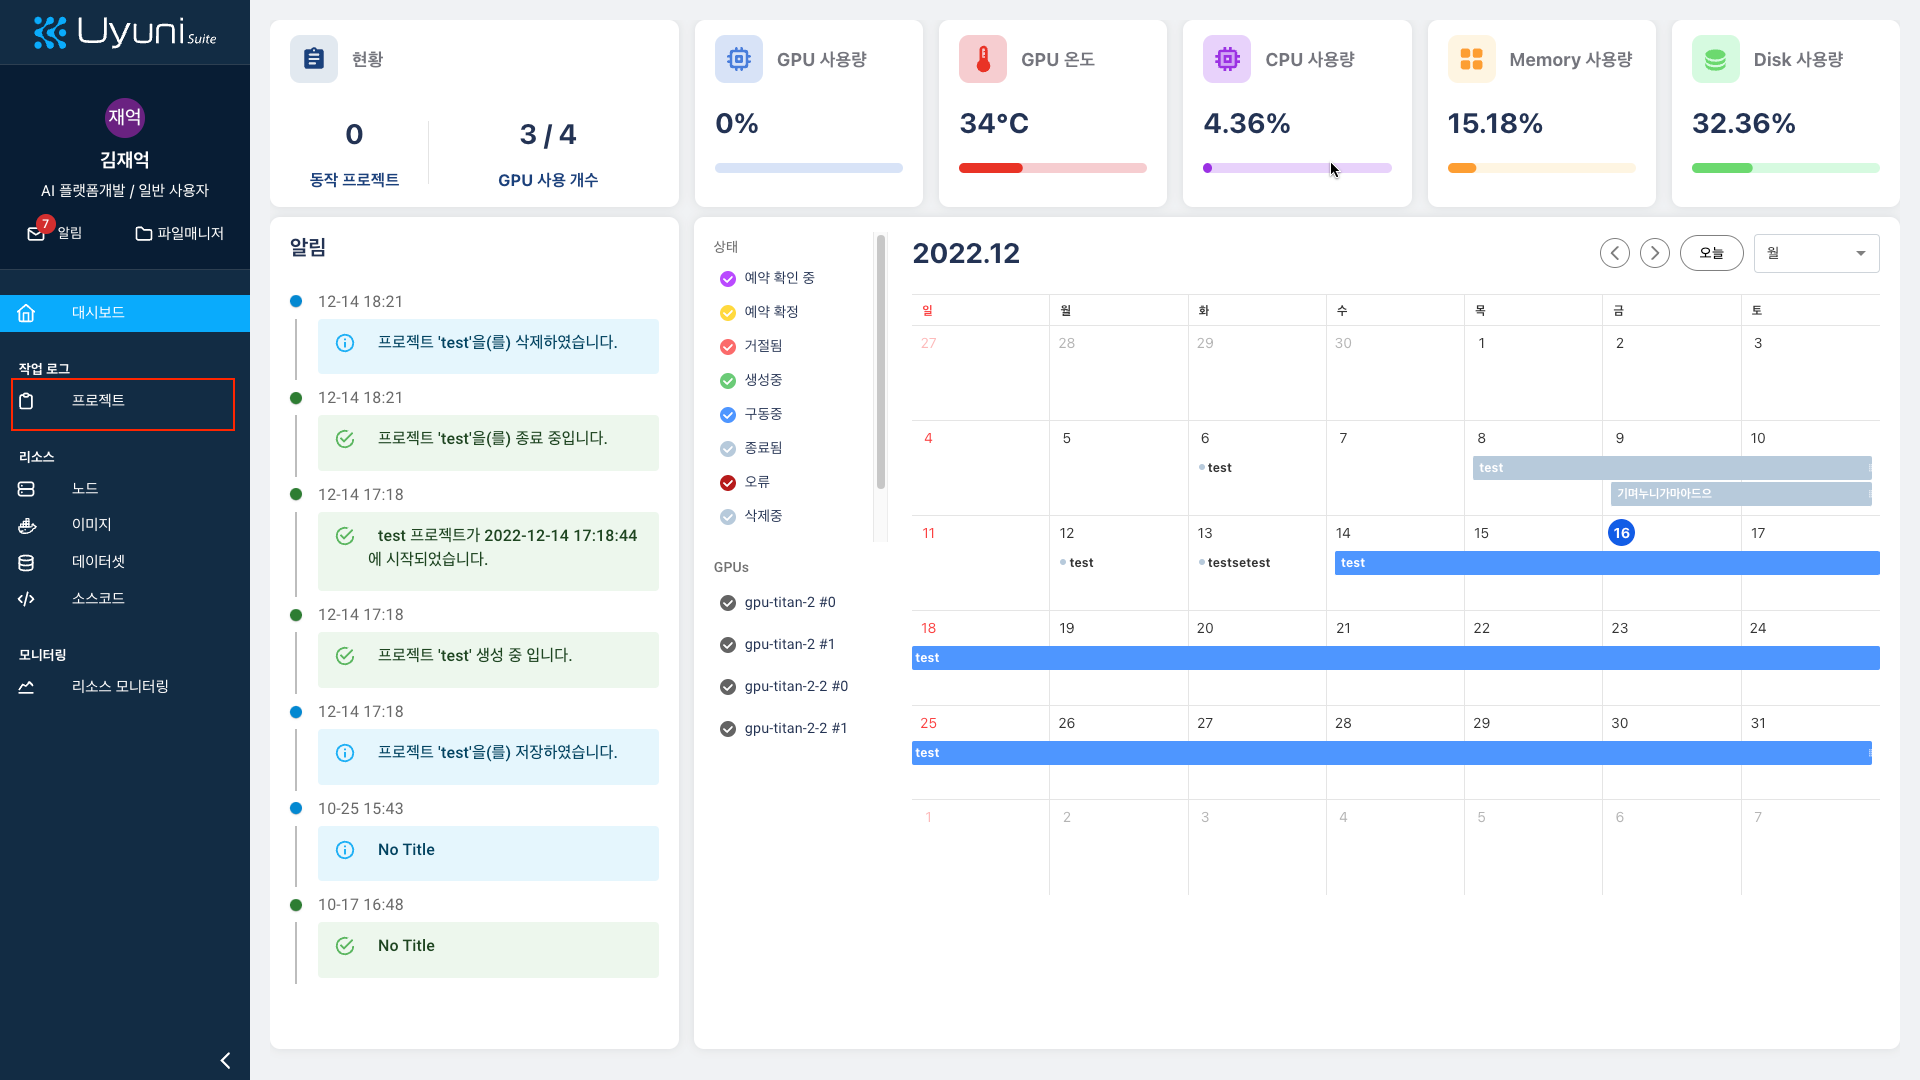 Uyuni Suite
재억
김재억
AI 플랫폼개발 / 일반 사용자
7
알림
파일매니저
대시보드
작업 로그
프로젝트
리소스
노드
이미지
데이터셋
소스코드
모니터링
리소스 모니터링
현황
0
동작 프로젝트
3 / 4
GPU 사용 개수
GPU 사용량
0%
GPU 온도
34°C
CPU 사용량
4.36%
Memory 사용량
15.18%
Disk 사용량
32.36%
알림
12-14 18:21
프로젝트 'test'을(를) 삭제하였습니다.
12-14 18:21
프로젝트 'test'을(를) 종료 중입니다.
12-14 17:18
test 프로젝트가 2022-12-14 17:18:44
에 시작되었습니다.
12-14 17:18
프로젝트 'test' 생성 중 입니다.
12-14 17:18
프로젝트 'test'을(를) 저장하였습니다.
10-25 15:43
No Title
10-17 16:48
No Title
상태
예약 확인 중
예약 확정
거절됨
생성중
구동중
종료됨
오류
삭제중
GPUs
gpu-titan-2 #0
gpu-titan-2 #1
gpu-titan-2-2 #0
gpu-titan-2-2 #1
2022.12
오늘
월
일 월 화 수 목 금 토
27 28 29 30 1 2 3
4 5 6 7 8 9 10
test test
기며누니가마아드으
11 12 13 14 15 16 17
test testsetest test
18 19 20 21 22 23 24
test
25 26 27 28 29 30 31
test
1 2 3 4 5 6 7